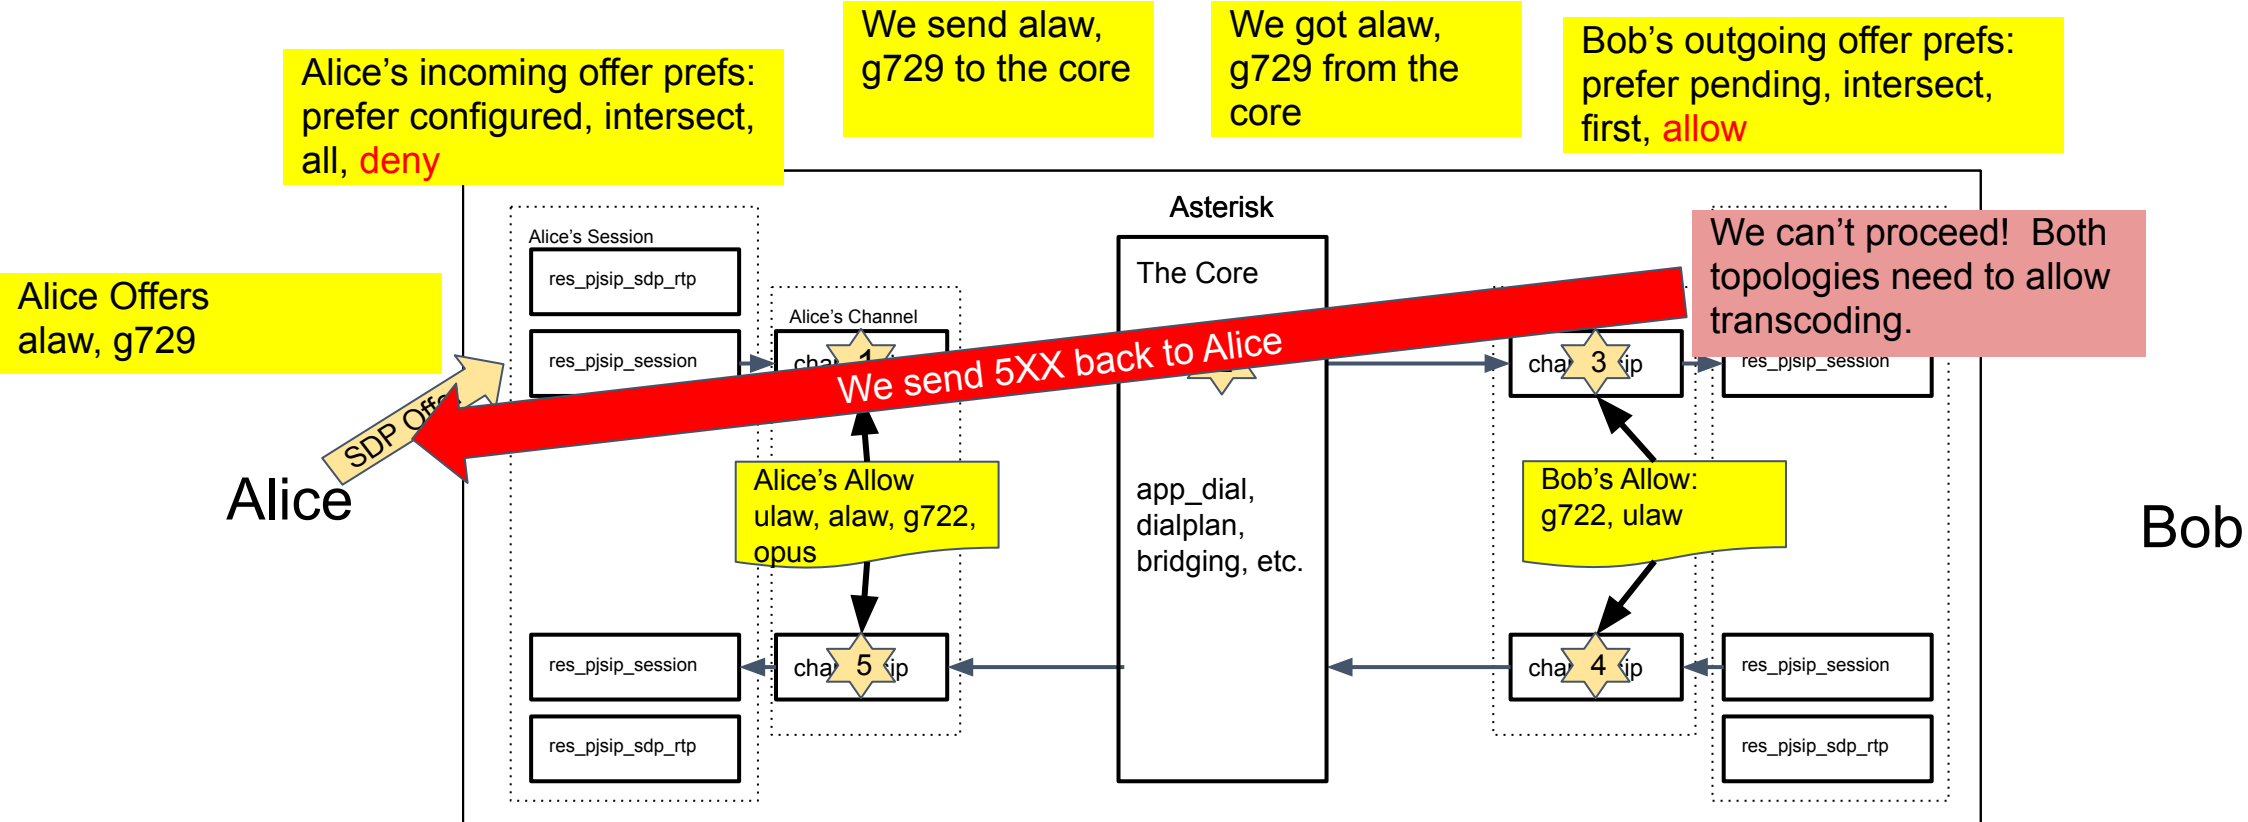 We send alaw,
g729 to the core
We got alaw,
g729 from the
core
Bob's outgoing offer prefs:
prefer pending, intersect,
first, allow
Alice's incoming offer prefs:
prefer configured, intersect,
all, deny
Asterisk
Alice's Session
res_pjsip_sdp_rtp
The Core
We can't proceed!  Both
topologies need to allow
transcoding.
Alice Offers
alaw, g729
Alice's Channel
res_pjsip_session
1
We send 5XX back to Alice
3
res_pjsip_session
SDP
Alice
Alice's Allow
ulaw, alaw, g722,
opus
app_dial,
dialplan,
bridging, etc.
Bob's Allow:
g722, ulaw
Bob
res_pjsip_session
5
4
res_pjsip_session
res_pjsip_sdp_rtp
res_pjsip_sdp_rtp